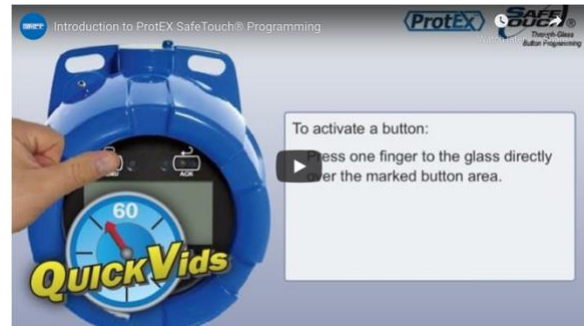 Introduction to ProtEX SafeTouch® Programming
ProtEX
SAFE
TOUCH®
Through-Glass
Button Programming
To activate a button:
Press one finger to the glass directly
over the marked button area.
ACK
60
QUICKVIDS